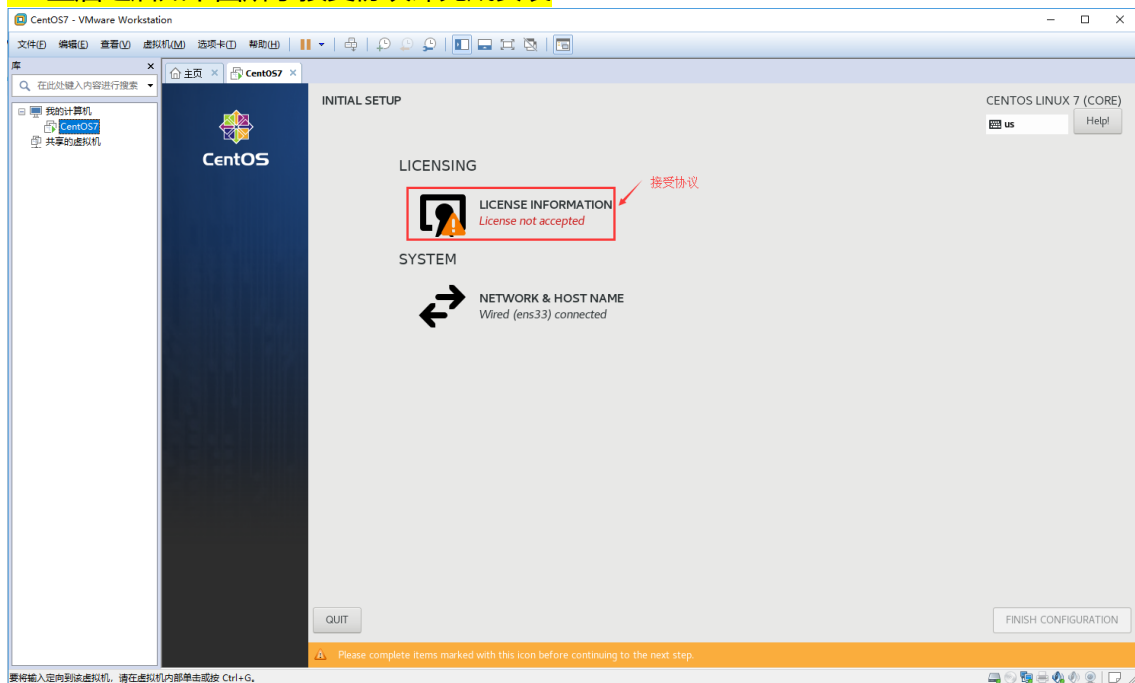 CentOS7 - VMware Workstation
文件(F) 编辑(E) 查看(V) 虚拟机(M) 选项卡(T) 帮助(H)
库
在此处键入内容进行搜索
我的计算机
CentOS7
共享的虚拟机
主页
CentOS7
CentOS
INITIAL SETUP
CENTOS LINUX 7 (CORE)
us
Help!
LICENSING
接受协议
LICENSE INFORMATION
License not accepted
SYSTEM
NETWORK & HOST NAME
Wired (ens33) connected
QUIT
FINISH CONFIGURATION
Please complete items marked with this icon before continuing to the next step.
要将输入定向到该虚拟机，请在虚拟机内部单击或按 Ctrl+G。